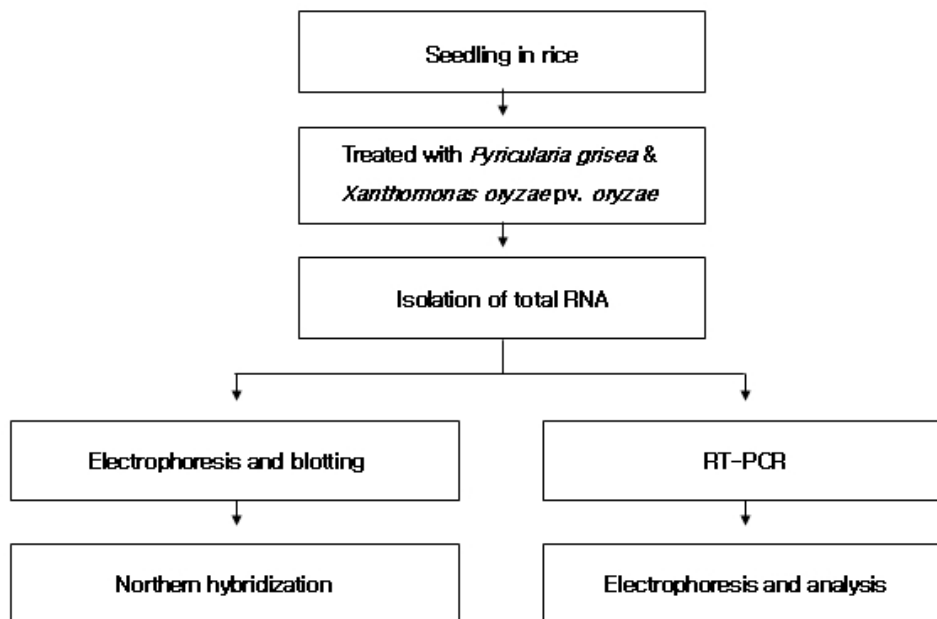 Seedling in rice
Treated with Pyricularia grisea &
Xanthomonas oryzae pv. oryzae
Isolation of total RNA
Electrophoresis and blotting
RT-PCR
Northern hybridization
Electrophoresis and analysis